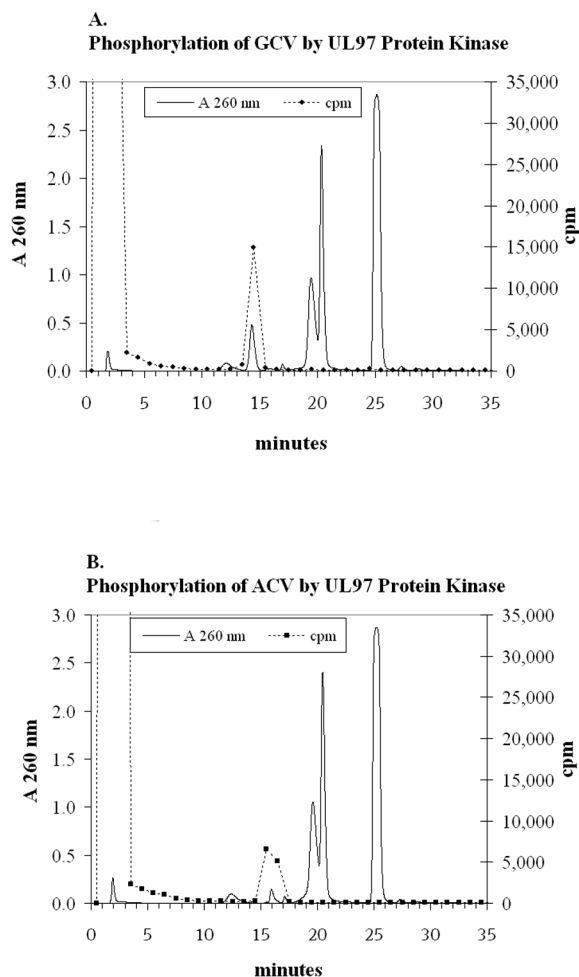 A.
Phosphorylation of GCV by UL97 Protein Kinase
A 260 nm
cpm
3.0
2.5
2.0
1.5
1.0
0.5
0.0
35,000
30,000
25,000
20,000
15,000
10,000
5,000
0
A 260 nm
cpm
0 5 10 15 20 25 30 35
minutes
B.
Phosphorylation of ACV by UL97 Protein Kinase
A 260 nm
cpm
3.0
2.5
2.0
1.5
1.0
0.5
0.0
35,000
30,000
25,000
20,000
15,000
10,000
5,000
0
A 260 nm
cpm
0 5 10 15 20 25 30 35
minutes